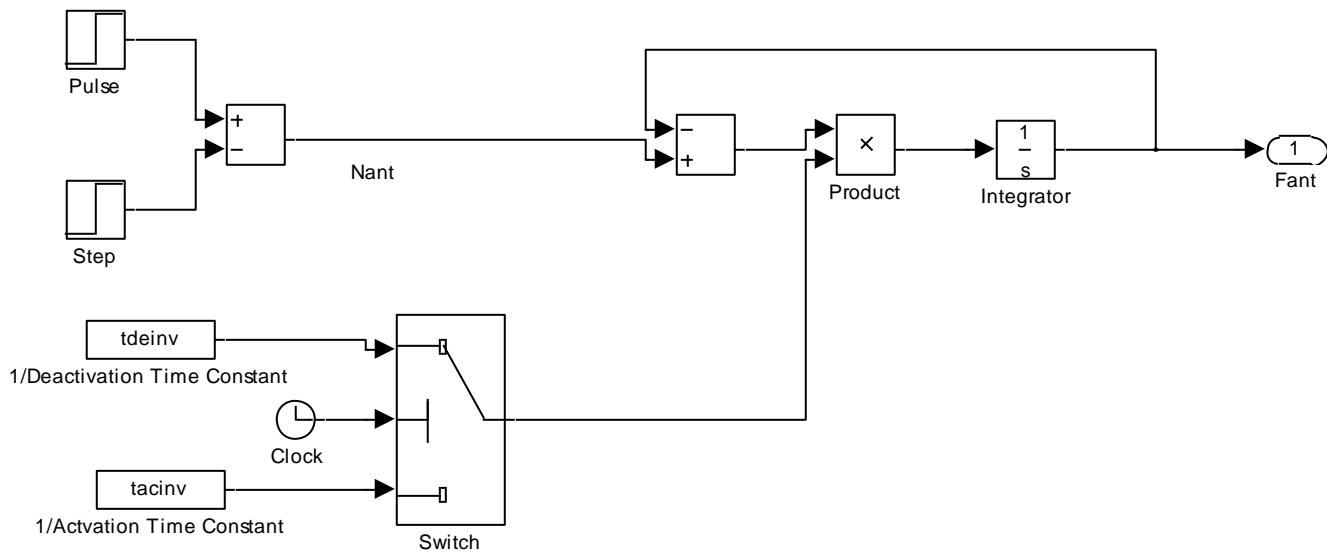 Pulse
+
−
Step
Nant
−
+
×
Product
1
s
Integrator
1
Fant
tdeinv
1/Deactivation Time Constant
Clock
tacinv
1/Actvation Time Constant
Switch